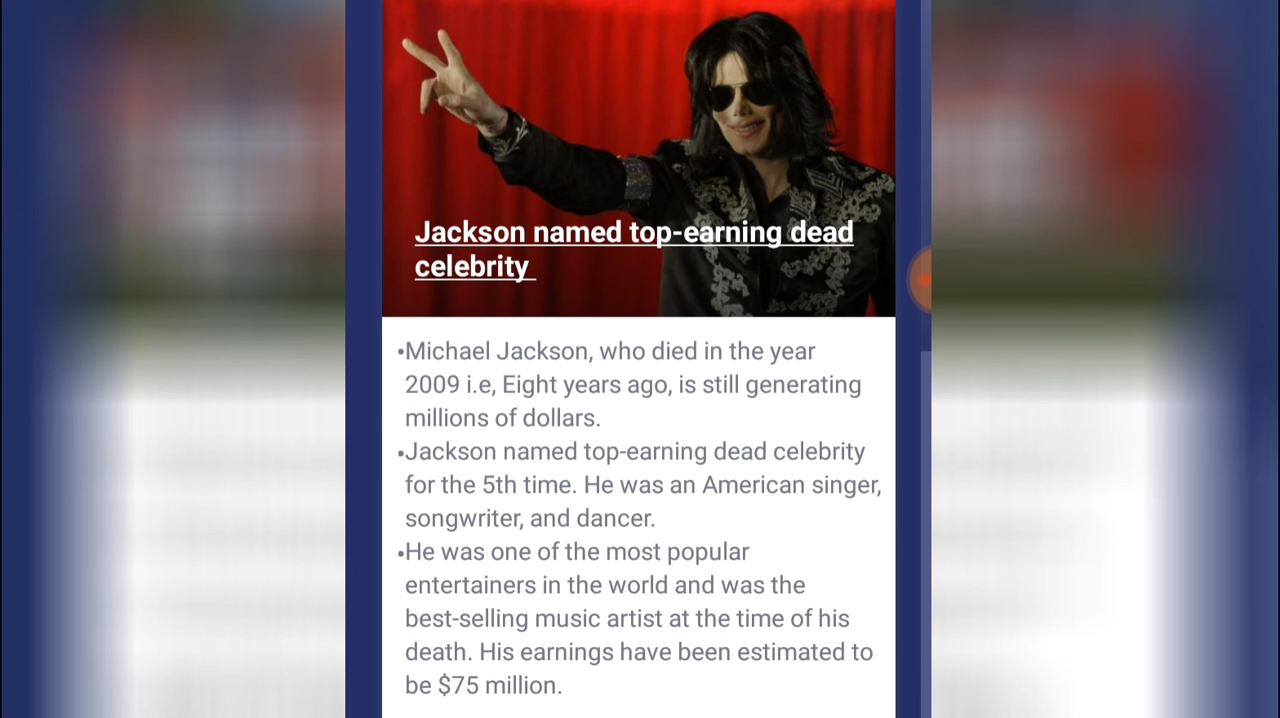 Jackson named top-earning dead
celebrity
•Michael Jackson, who died in the year
2009 i.e, Eight years ago, is still generating
millions of dollars.
•Jackson named top-earning dead celebrity
for the 5th time. He was an American singer,
songwriter, and dancer.
•He was one of the most popular
entertainers in the world and was the
best-selling music artist at the time of his
death. His earnings have been estimated to
be $75 million.